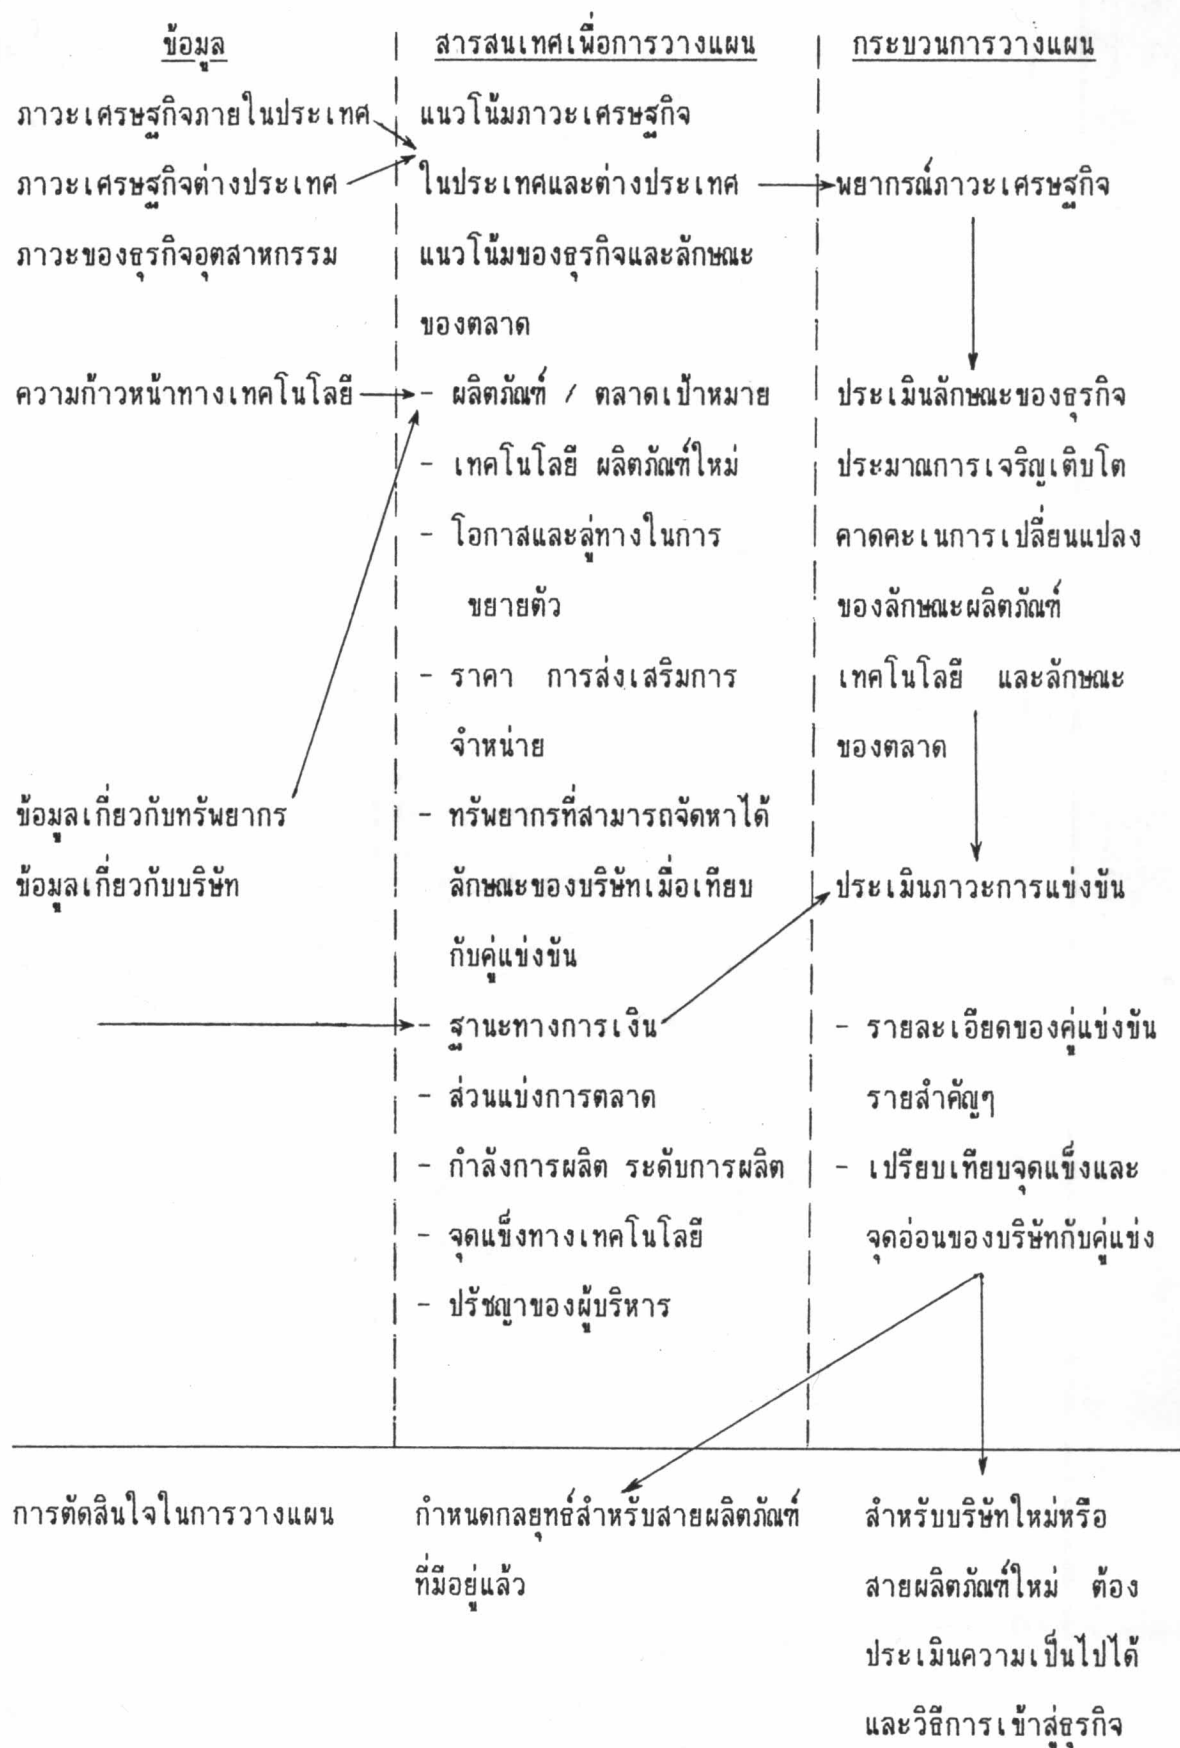 ข้อมูล | สารสนเทศเพื่อการวางแผน | กระบวนการวางแผน
ภาวะเศรษฐกิจภายในประเทศ | แนวโน้มภาวะเศรษฐกิจ
ภาวะเศรษฐกิจต่างประเทศ | ในประเทศและต่างประเทศ | พยากรณ์ภาวะเศรษฐกิจ
ภาวะของธุรกิจอุตสาหกรรม | แนวโน้มของธุรกิจและลักษณะ
ของตลาด
ความก้าวหน้าทางเทคโนโลยี | - ผลิตภัณฑ์ / ตลาดเป้าหมาย | ประเมินลักษณะของธุรกิจ
- เทคโนโลยี ผลิตภัณฑ์ใหม่ | ประมาณการเจริญเติบโต
- โอกาสและลู่ทางในการ | คาดคะเนการเปลี่ยนแปลง
ขยายตัว | ของลักษณะผลิตภัณฑ์
- ราคา การส่งเสริมการ | เทคโนโลยี และลักษณะ
จำหน่าย | ของตลาด
ข้อมูลเกี่ยวกับทรัพยากร | - ทรัพยากรที่สามารถจัดหาได้
ข้อมูลเกี่ยวกับบริษัท | ลักษณะของบริษัทเมื่อเทียบ | ประเมินภาวะการแข่งขัน
กับคู่แข่งขัน
- ฐานะทางการเงิน | - รายละเอียดของคู่แข่งขัน
- ส่วนแบ่งการตลาด | รายสำคัญๆ
- กำลังการผลิต ระดับการผลิต | - เปรียบเทียบจุดแข็งและ
- จุดแข็งทางเทคโนโลยี | จุดอ่อนของบริษัทกับคู่แข่ง
- ปรัชญาของผู้บริหาร
การตัดสินใจในการวางแผน | กำหนดกลยุทธ์สำหรับสายผลิตภัณฑ์ | สำหรับบริษัทใหม่หรือ
ที่มีอยู่แล้ว | สายผลิตภัณฑ์ใหม่ ต้อง
ประเมินความเป็นไปได้
และวิธีการเข้าสู่ธุรกิจ